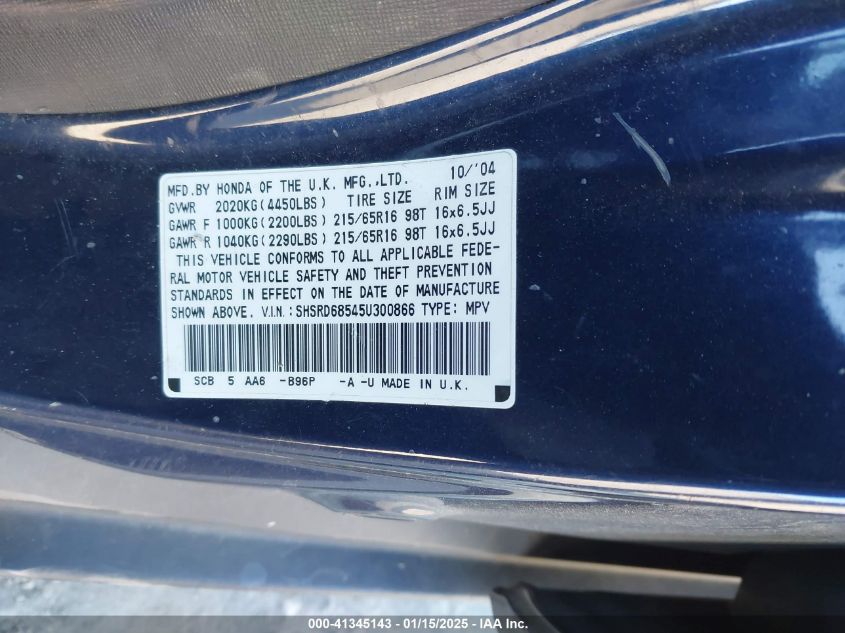 MFD.BY HONDA OF THE U.K. MFG.,LTD. 10/'04
GVWR 2020KG(4450LBS) TIRE SIZE RIM SIZE
GAWR F 1000KG(2200LBS) 215/65R16 98T 16x6.5JJ
GAWR R 1040KG(2290LBS) 215/65R16 98T 16x6.5JJ
THIS VEHICLE CONFORMS TO ALL APPLICABLE FEDE-
RAL MOTOR VEHICLE SAFETY AND THEFT PREVENTION
STANDARDS IN EFFECT ON THE DATE OF MANUFACTURE
SHOWN ABOVE. V.I.N.:SHSRD68545U300866 TYPE: MPV
SCB 5 AA6 -B96P -A -U MADE IN U.K.
000-41345143 - 01/15/2025 - IAA Inc.